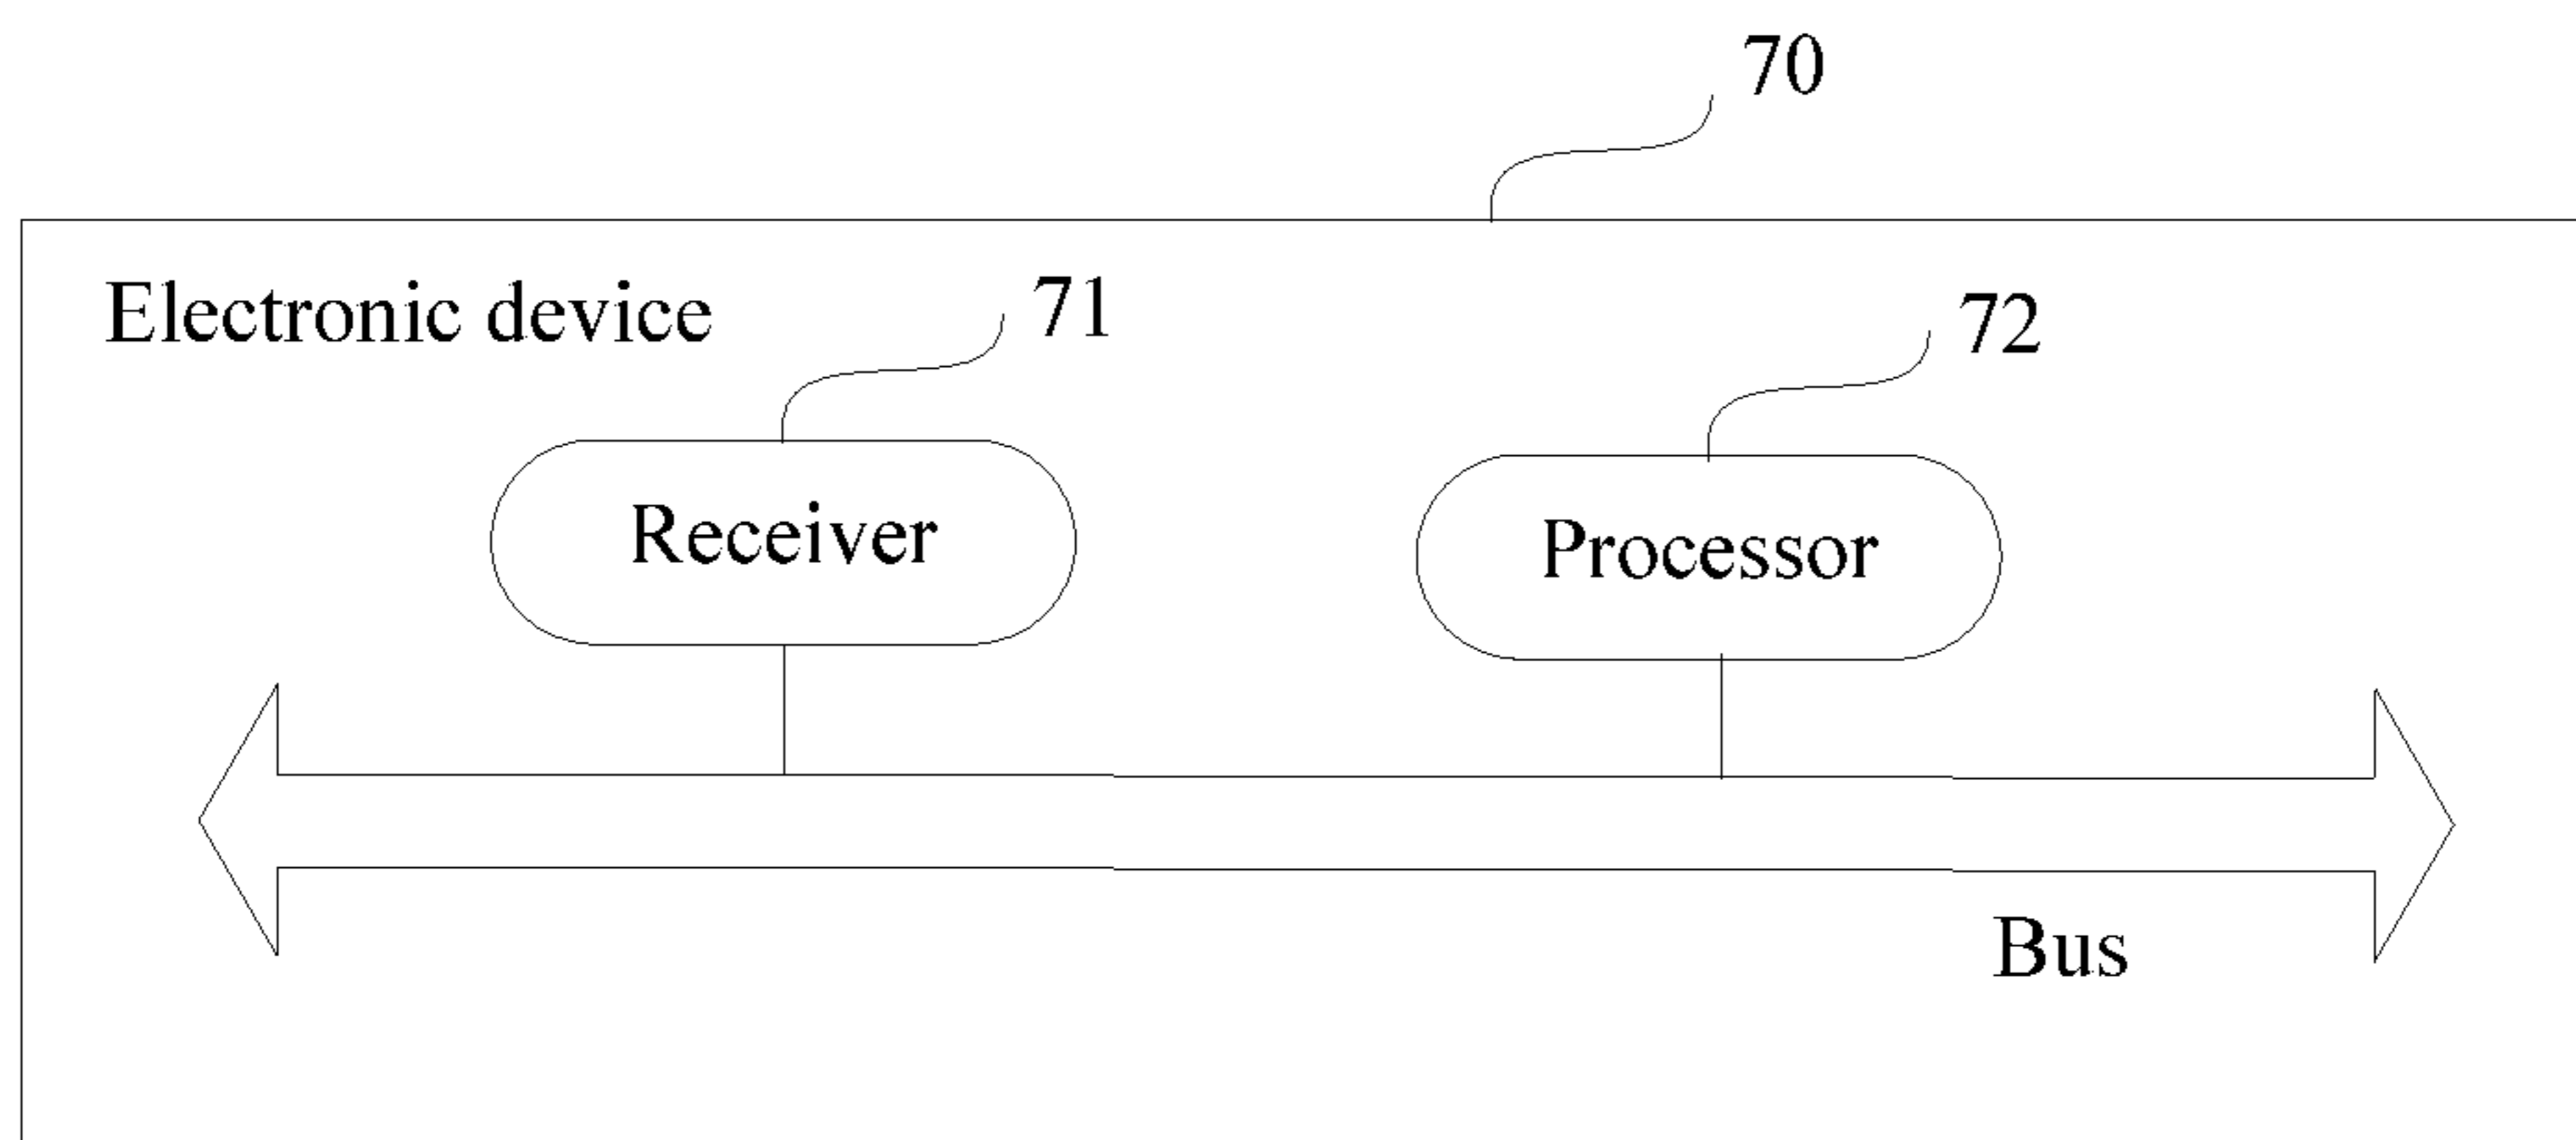 70
Electronic device
71
72
Receiver
Processor
Bus